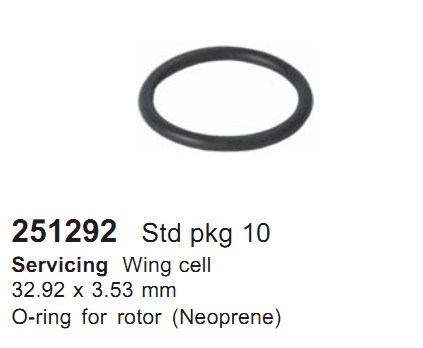 251292 Std pkg 10
Servicing Wing cell
32.92 x 3.53 mm
O-ring for rotor (Neoprene)